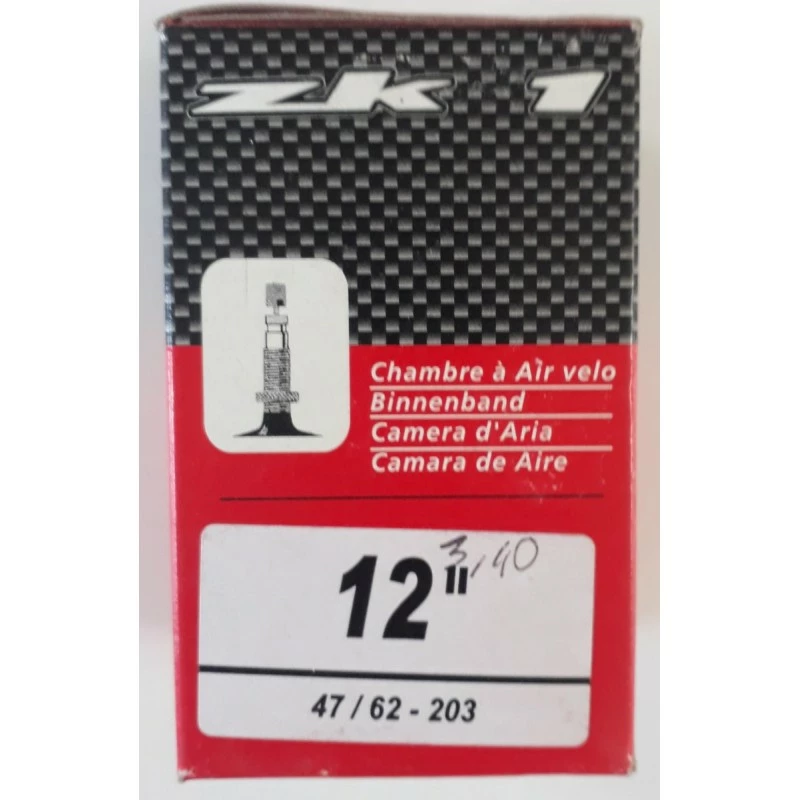 ZK 1
Chambre à Air velo
Binnenband
Camera d'Aria
Camara de Aire
3,40
12"
47 / 62 - 203